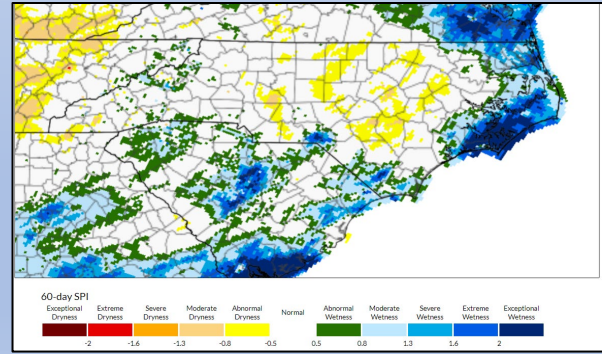 60-day SPI
Exceptional Extreme Severe Moderate Abnormal Normal Abnormal Moderate Severe Extreme Exceptional
Dryness Dryness Dryness Dryness Dryness Wetness Wetness Wetness Wetness Wetness
-2 -1.6 -1.3 -0.8 -0.5 0.5 0.8 1.3 1.6 2